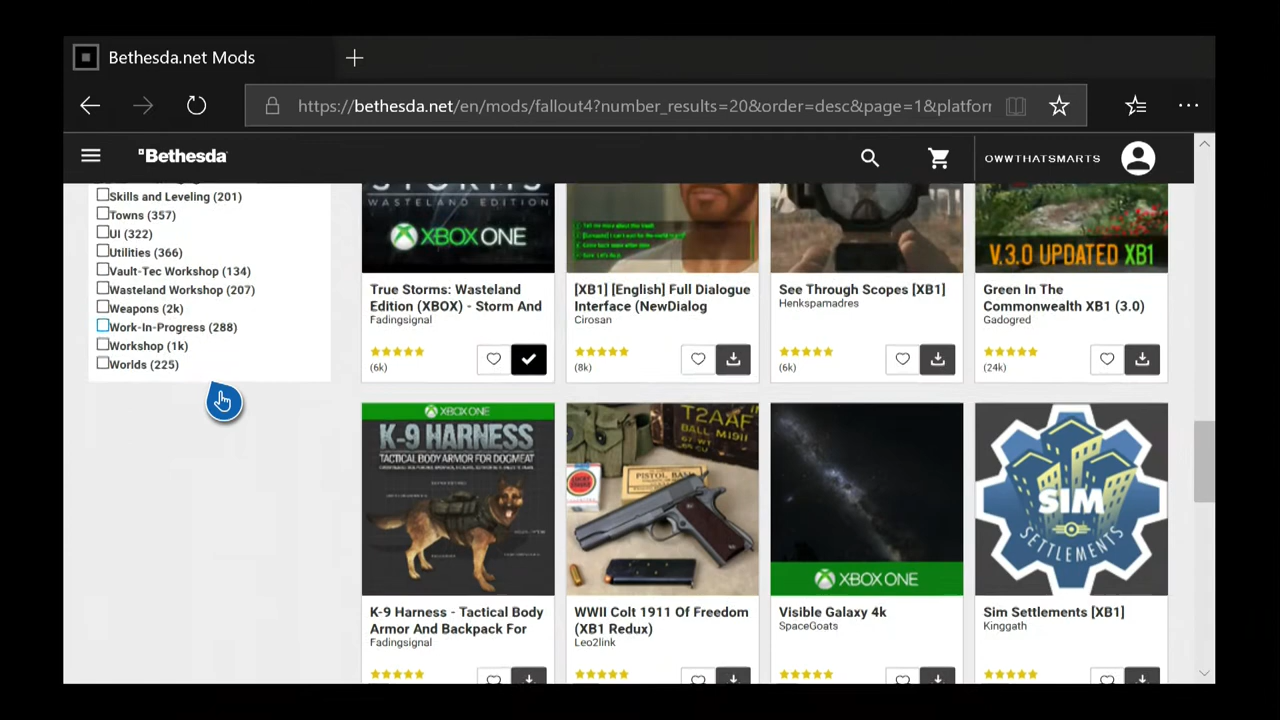 Bethesda.net Mods
https://bethesda.net/en/mods/fallout4?number_results=20&order=desc&page=1&platform
Bethesda
OWWTHATSMARTS
Skills and Leveling (201)
Towns (357)
UI (322)
Utilities (366)
Vault-Tec Workshop (134)
Wasteland Workshop (207)
Weapons (2k)
Work-In-Progress (288)
Workshop (1k)
Worlds (225)
WASTELAND EDITION
XBOX ONE
V.3.0 UPDATED XB1
True Storms: Wasteland
Edition (XBOX) - Storm And
Fadingsignal
(6k)
[XB1] [English] Full Dialogue
Interface (NewDialog
Cirosan
(8k)
See Through Scopes [XB1]
Henkspamadres
(6k)
Green In The
Commonwealth XB1 (3.0)
Gadogred
(24k)
XBOX ONE
K-9 HARNESS
TACTICAL BODY ARMOR FOR DOGMEAT
K-9 Harness - Tactical Body
Armor And Backpack For
Fadingsignal
T2AAF
BALL M1911
PISTOL BALL
WWII Colt 1911 Of Freedom
(XB1 Redux)
Leo2link
XBOX ONE
Visible Galaxy 4k
SpaceGoats
SIM
SETTLEMENTS
Sim Settlements [XB1]
Kinggath